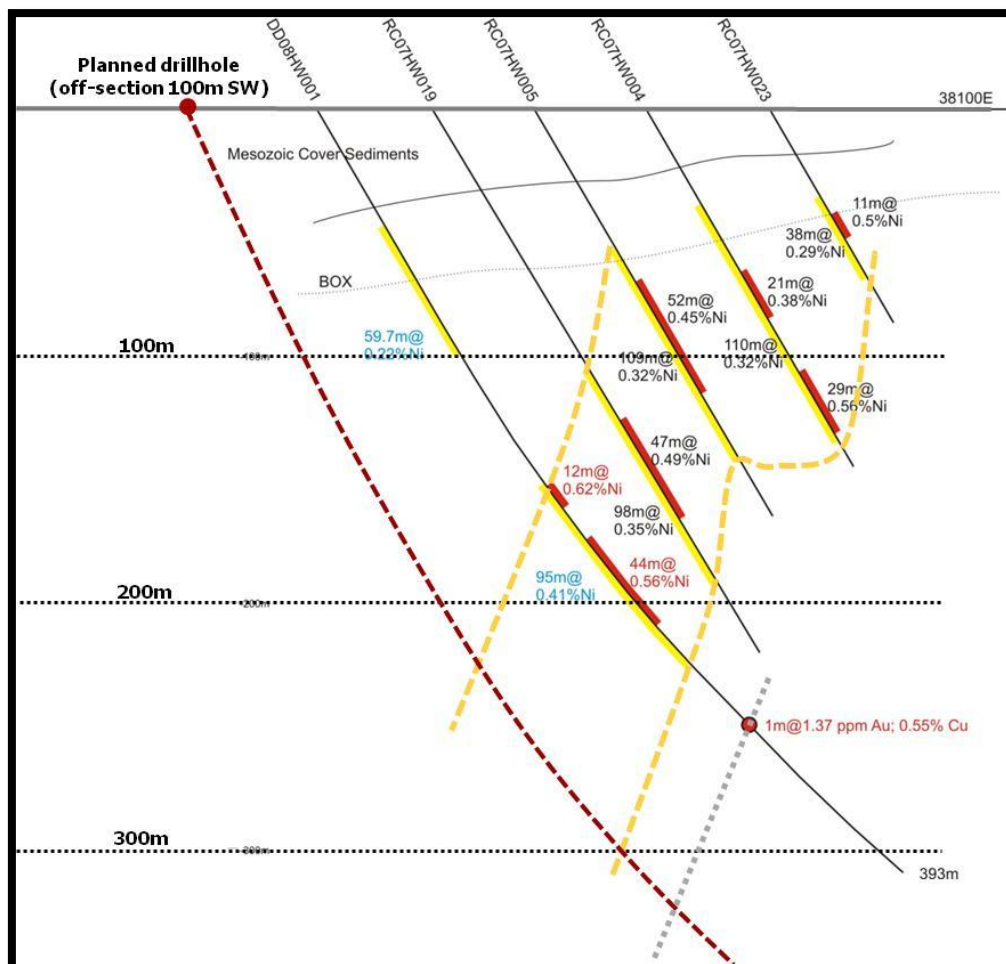 DD08HW001
RC07HW019
RC07HW005
RC07HW004
RC07HW023
Planned drillhole
(off-section 100m SW)
38100E
Mesozoic Cover Sediments
11m@
0.5%Ni
38m@
0.29%Ni
BOX
21m@
0.38%Ni
52m@
0.45%Ni
59.7m@
0.22%Ni
110m@
0.32%Ni
100m
100m
109m@
0.32%Ni
29m@
0.56%Ni
47m@
0.49%Ni
12m@
0.62%Ni
98m@
0.35%Ni
44m@
0.56%Ni
95m@
0.41%Ni
200m
200m
1m@1.37 ppm Au; 0.55% Cu
300m
300m
393m